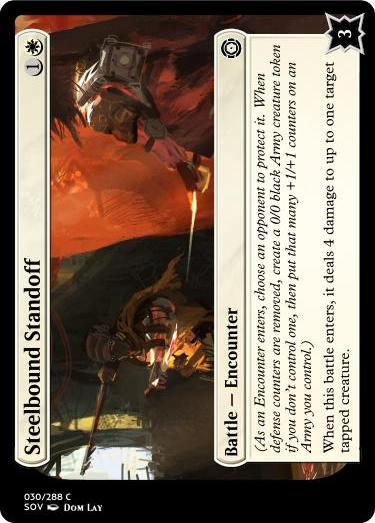 Steelbound Standoff
1
Battle — Encounter
(As an Encounter enters, choose an opponent to protect it. When
defense counters are removed, create a 0/0 black Army creature token
if you don't control one, then put that many +1/+1 counters on an
Army you control.)
When this battle enters, it deals 4 damage to up to one target
tapped creature.
3
030/288 C
SOV DOM LAY